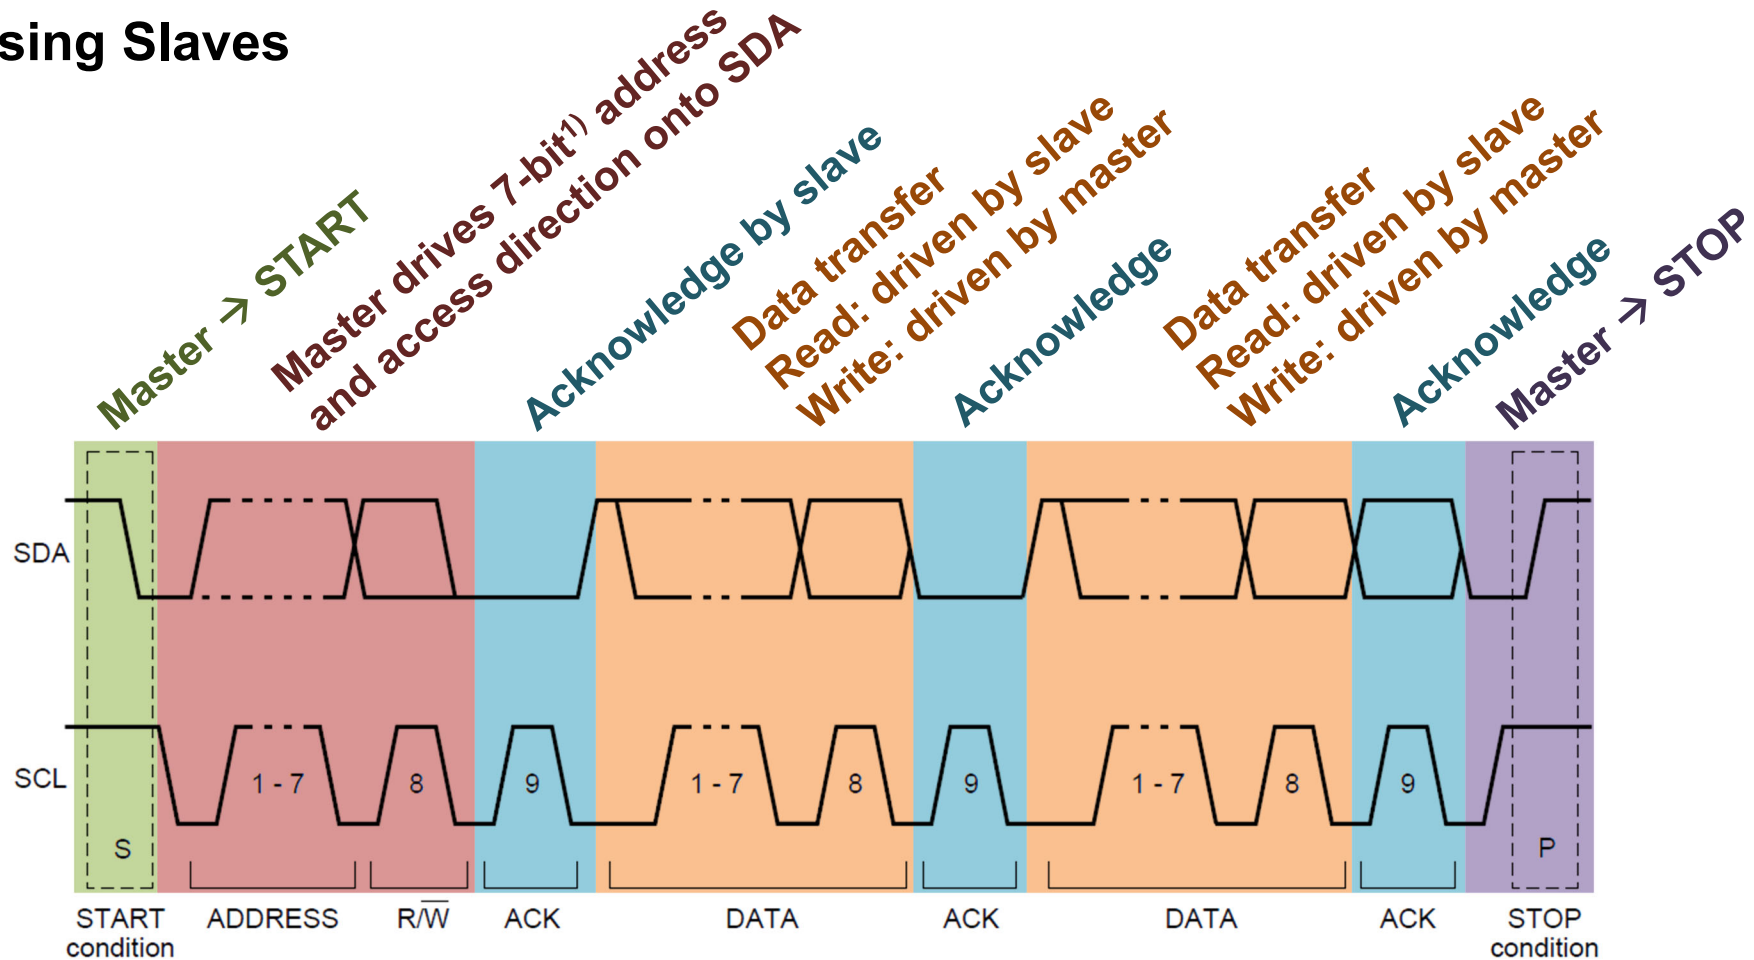 sing Slaves
Master → START
Master drives 7-bit¹⁾ address
and access direction onto SDA
Acknowledge by slave
Data transfer
Read: driven by slave
Write: driven by master
Acknowledge
Data transfer
Read: driven by slave
Write: driven by master
Acknowledge
Master → STOP
SDA
SCL
1 - 7
8
9
1 - 7
8
9
1 - 7
8
9
S
P
START
condition
ADDRESS
R/W̅
ACK
DATA
ACK
DATA
ACK
STOP
condition